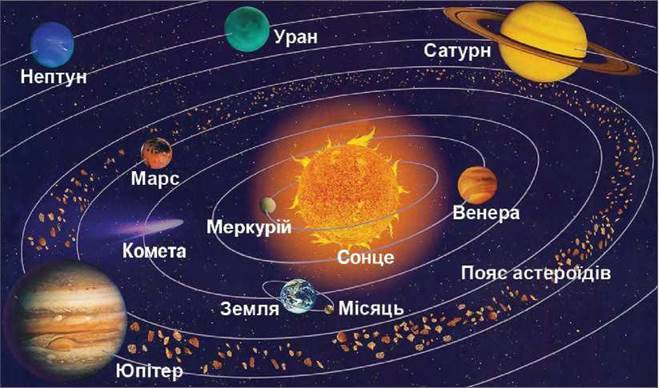 Нептун
Уран
Сатурн
Марс
Меркурій
Венера
Комета
Сонце
Пояс астероїдів
Земля
Місяць
Юпітер